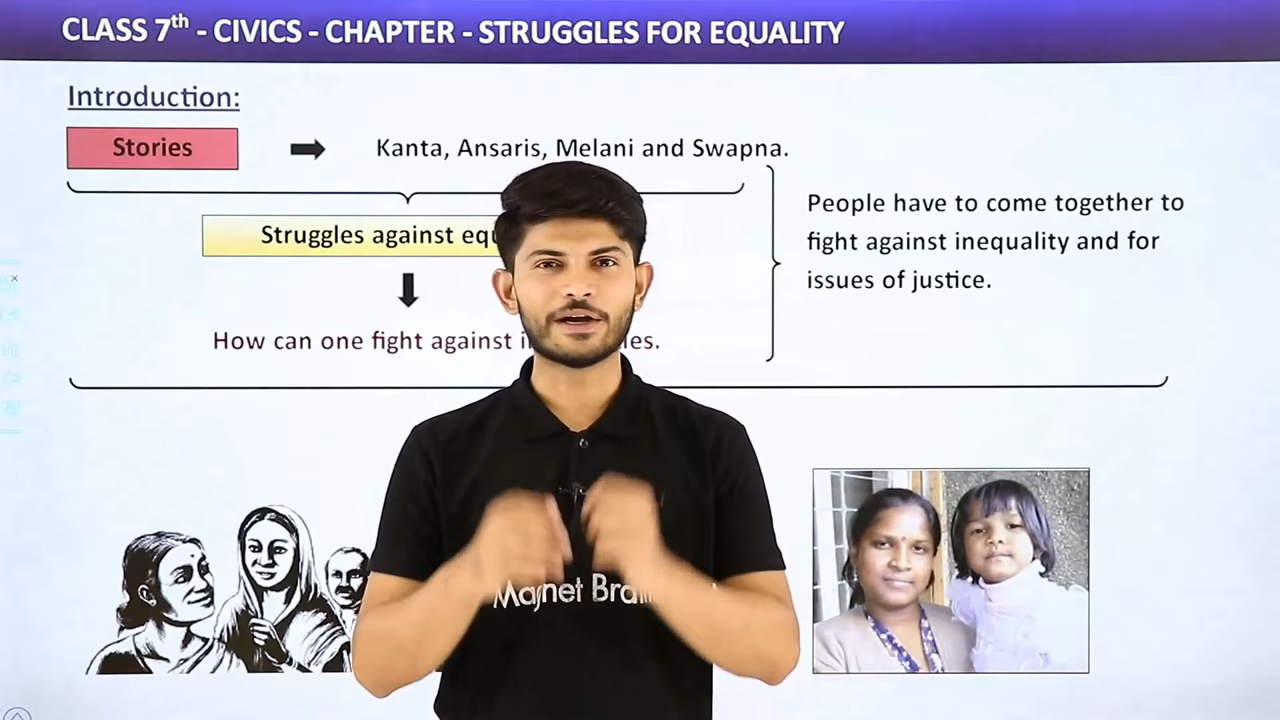 CLASS 7th - CIVICS - CHAPTER - STRUGGLES FOR EQUALITY
Introduction:
Stories
Kanta, Ansaris, Melani and Swapna.
Struggles against
How can one fight against
People have to come together to
fight against inequality and for
issues of justice.
Magnet